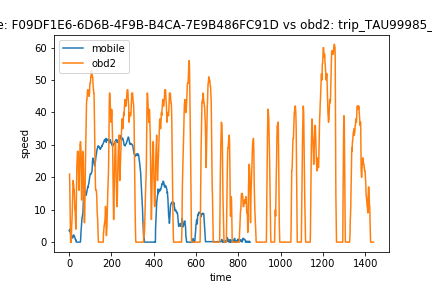 e: F09DF1E6-6D6B-4F9B-B4CA-7E9B486FC91D vs obd2: trip_TAU99985_
mobile
obd2
60
50
40
30
20
10
0
speed
0 200 400 600 800 1000 1200 1400
time